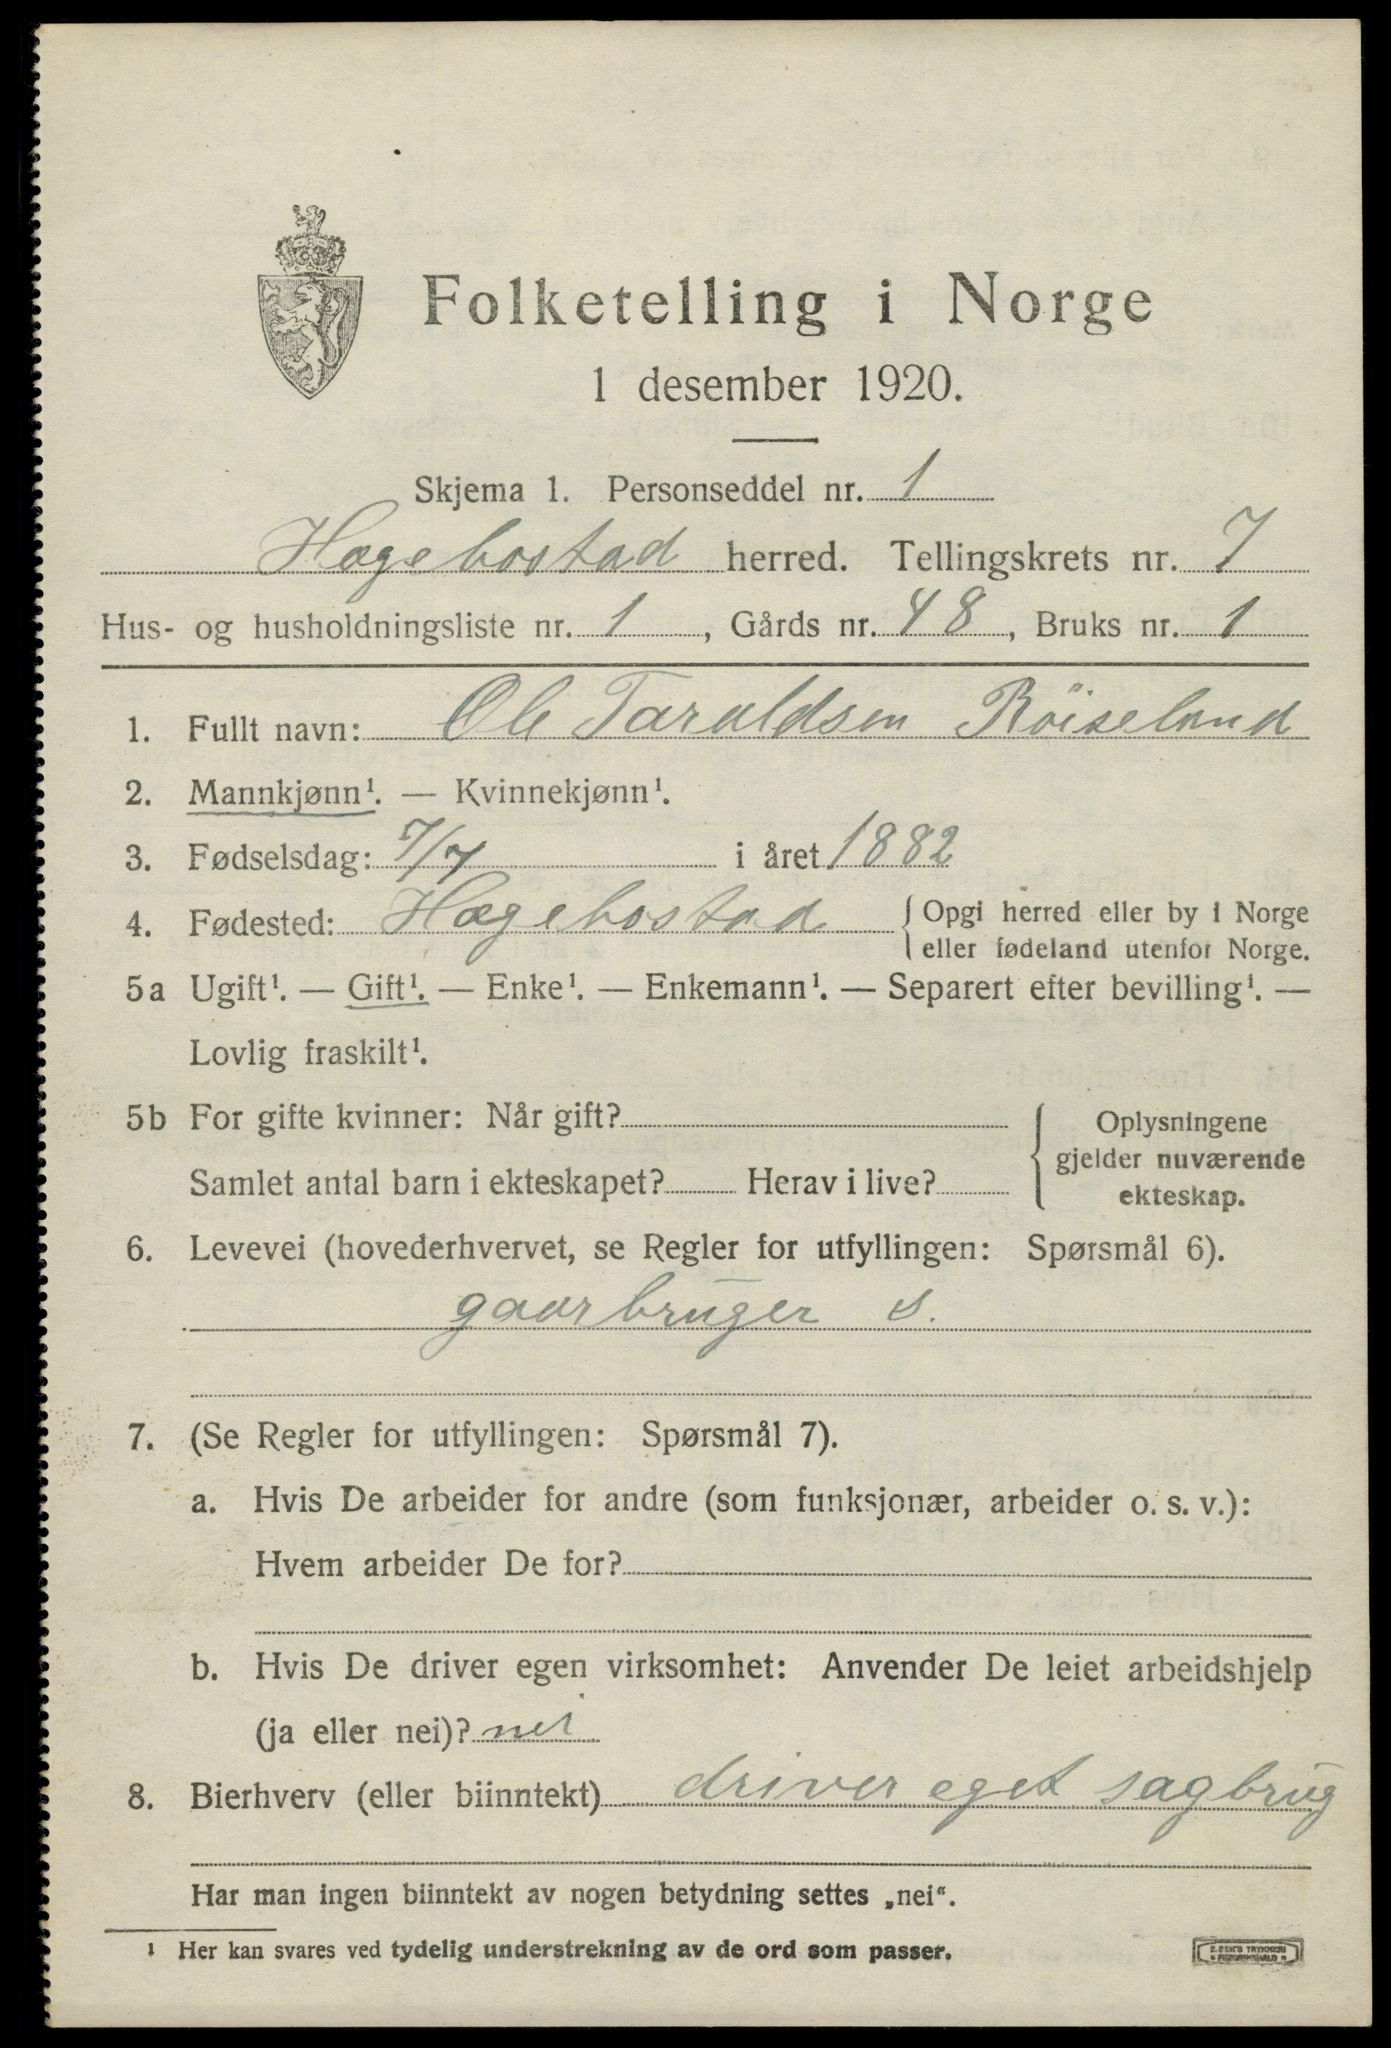 Folketelling i Norge
1 desember 1920.
Skjema 1. Personseddel nr. 1
Hægebostad herred. Tellingskrets nr. 7
Hus- og husholdningsliste nr. 1, Gårds nr. 48, Bruks nr. 1
1. Fullt navn: Ole Taraldsen Röiseland
2. Mannkjønn¹. — Kvinnekjønn¹.
3. Fødselsdag: 7/7 i året 1882
4. Fødested: Hægebostad { Opgi herred eller by i Norge
eller fødeland utenfor Norge.
5a Ugift¹. — Gift¹. — Enke¹. — Enkemann¹. — Separert efter bevilling¹. —
Lovlig fraskilt¹.
5b For gifte kvinner: Når gift? { Oplysningene
gjelder nuværende
Samlet antal barn i ekteskapet? Herav i live? ekteskap.
6. Levevei (hovederhvervet, se Regler for utfyllingen: Spørsmål 6).
gaarbruger s.
7. (Se Regler for utfyllingen: Spørsmål 7).
a. Hvis De arbeider for andre (som funksjonær, arbeider o. s. v.):
Hvem arbeider De for?
b. Hvis De driver egen virksomhet: Anvender De leiet arbeidshjelp
(ja eller nei)? nei
8. Bierhverv (eller biinntekt) driver eget sagbrug
Har man ingen biinntekt av nogen betydning settes „nei“.
¹ Her kan svares ved tydelig understrekning av de ord som passer.
E. SEM'S TRYKKERI
FREDRIKSHALD